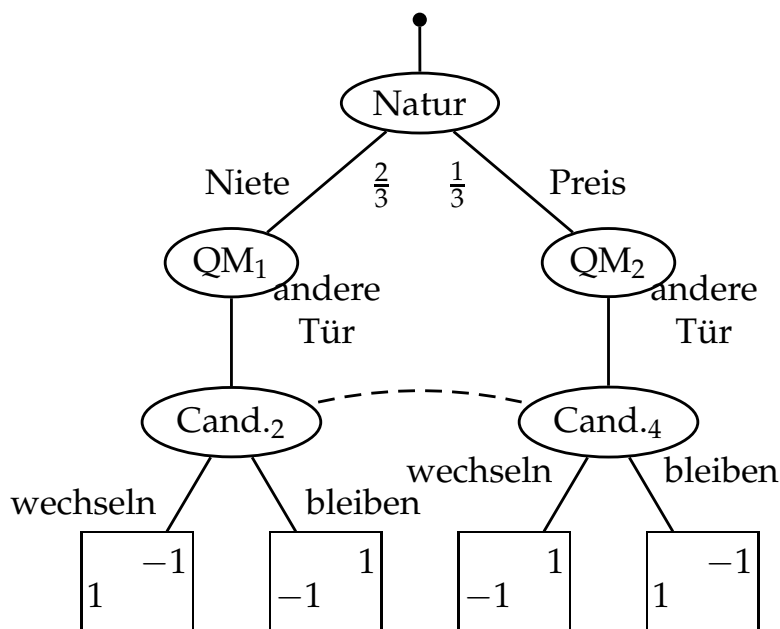 Natur
Niete
2/3
1/3
Preis
QM₁
QM₂
andere
Tür
andere
Tür
Cand.₂
Cand.₄
wechseln
bleiben
wechseln
bleiben
−1
1
1
−1
1
−1
−1
1